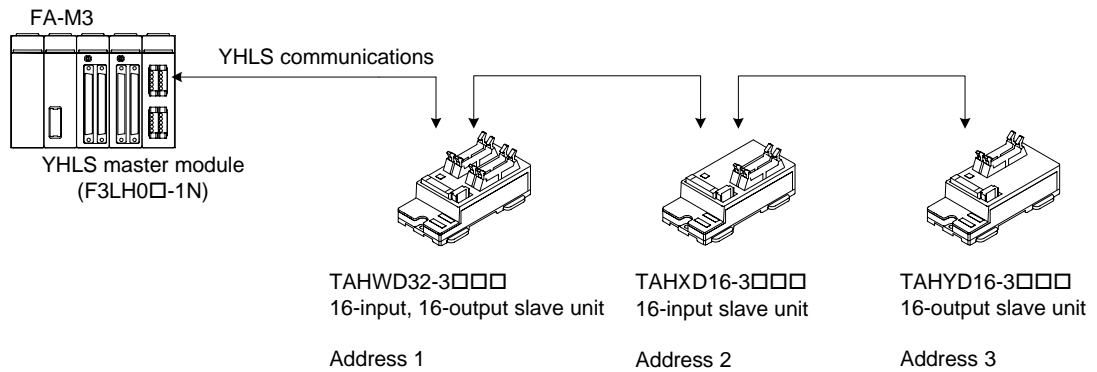 FA-M3
YHLS communications
YHLS master module
(F3LH0□-1N)
TAHWD32-3□□□
16-input, 16-output slave unit
Address 1
TAHXD16-3□□□
16-input slave unit
Address 2
TAHYD16-3□□□
16-output slave unit
Address 3